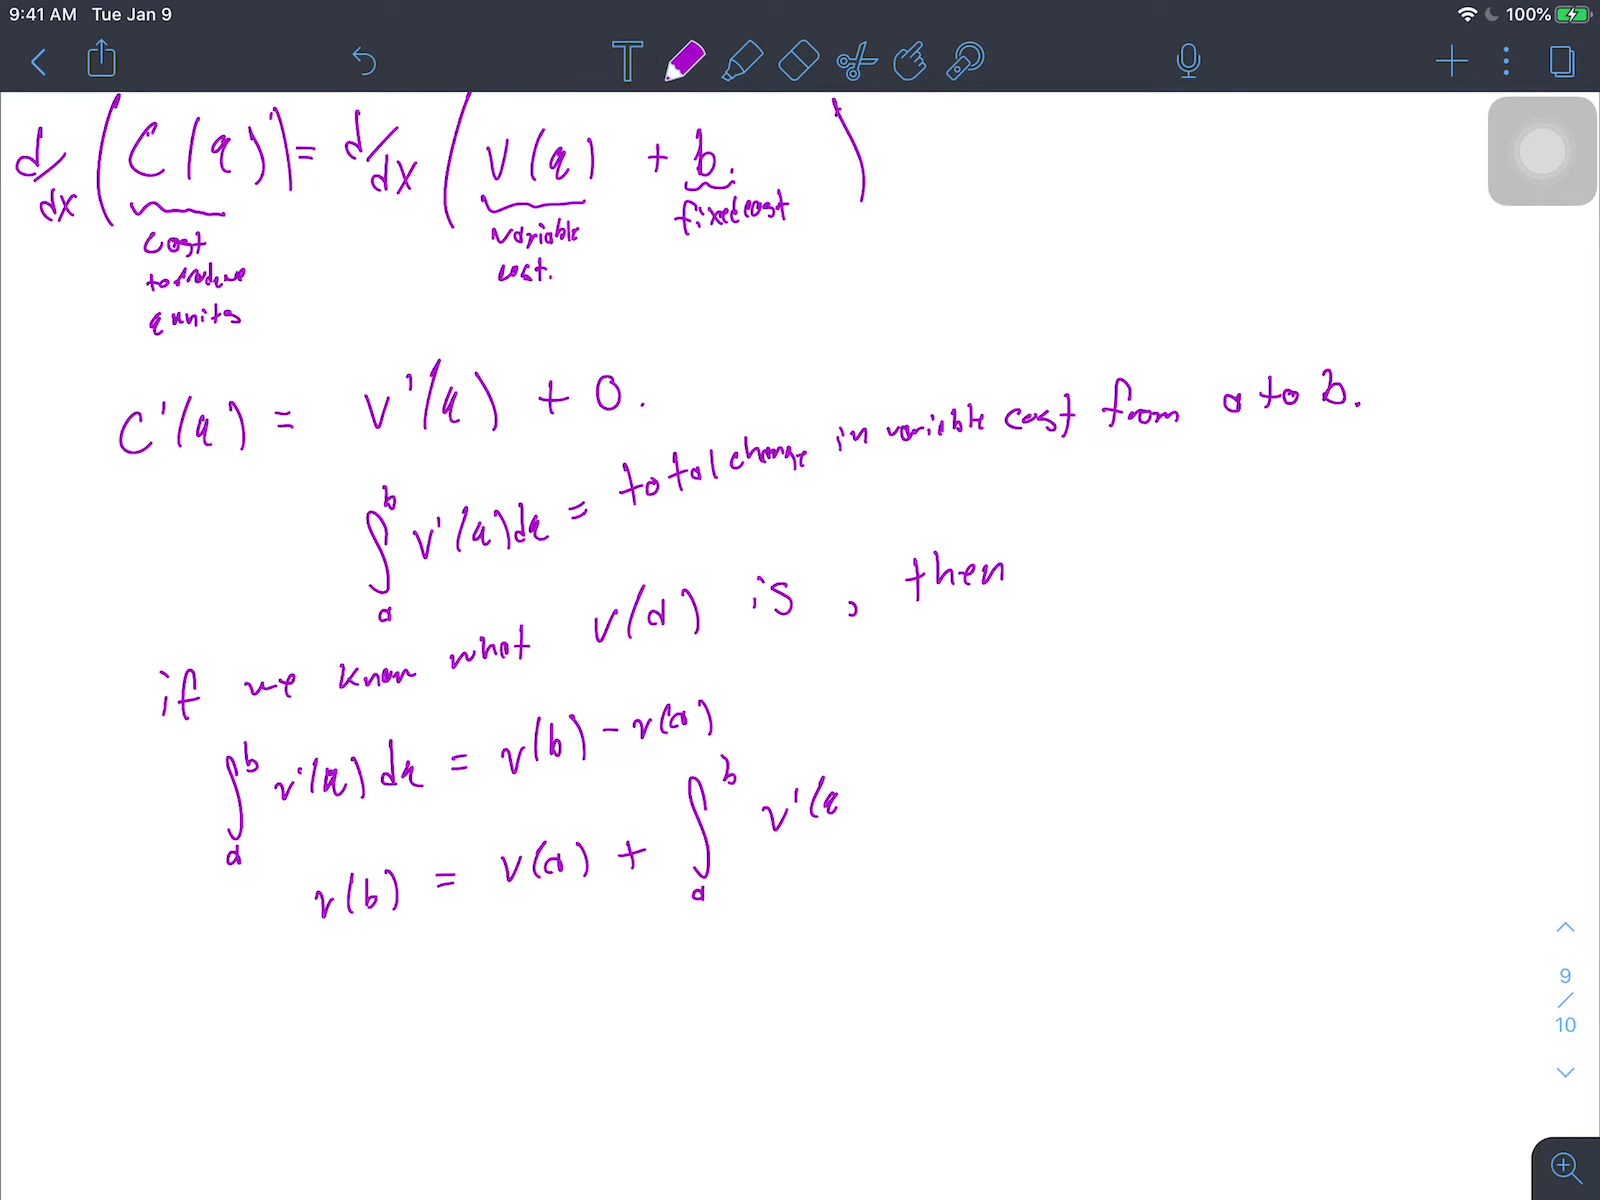 9:41 AM Tue Jan 9
100%
d/dx ( C(q) ) = d/dx ( V(q) + b. )
cost to produce q units
variable cost.
fixed cost
C'(q) = V'(q) + 0.
∫_a^b v'(q)dq = total change in variable cost from a to b.
if we know what v(a) is, then
∫_a^b v'(q) dq = v(b) - v(a)
v(b) = v(a) + ∫_a^b v'(q
9
/
10